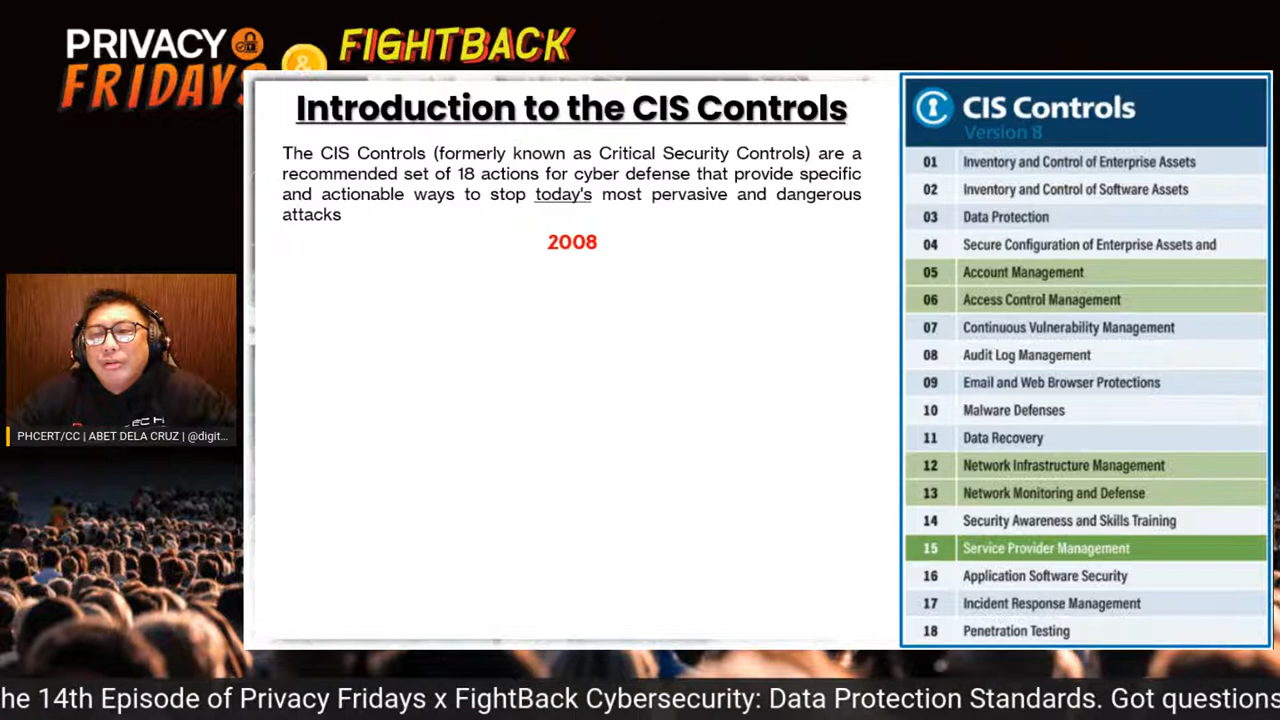 PRIVACY
FRIDAYS
&
FIGHTBACK
Introduction to the CIS Controls
The CIS Controls (formerly known as Critical Security Controls) are a
recommended set of 18 actions for cyber defense that provide specific
and actionable ways to stop today's most pervasive and dangerous
attacks
2008
CIS Controls
Version 8
01 Inventory and Control of Enterprise Assets
02 Inventory and Control of Software Assets
03 Data Protection
04 Secure Configuration of Enterprise Assets and
05 Account Management
06 Access Control Management
07 Continuous Vulnerability Management
08 Audit Log Management
09 Email and Web Browser Protections
10 Malware Defenses
11 Data Recovery
12 Network Infrastructure Management
13 Network Monitoring and Defense
14 Security Awareness and Skills Training
15 Service Provider Management
16 Application Software Security
17 Incident Response Management
18 Penetration Testing
PHCERT/CC | ABET DELA CRUZ | @digit...
he 14th Episode of Privacy Fridays x FightBack Cybersecurity: Data Protection Standards. Got questions